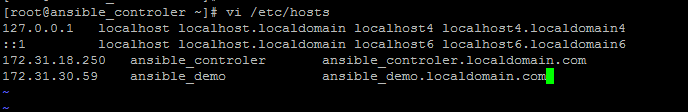 [root@ansible_controler ~]# vi /etc/hosts
127.0.0.1   localhost localhost.localdomain localhost4 localhost4.localdomain4
::1         localhost localhost.localdomain localhost6 localhost6.localdomain6
172.31.18.250   ansible_controler       ansible_controler.localdomain.com
172.31.30.59    ansible_demo            ansible_demo.localdomain.com
~
~